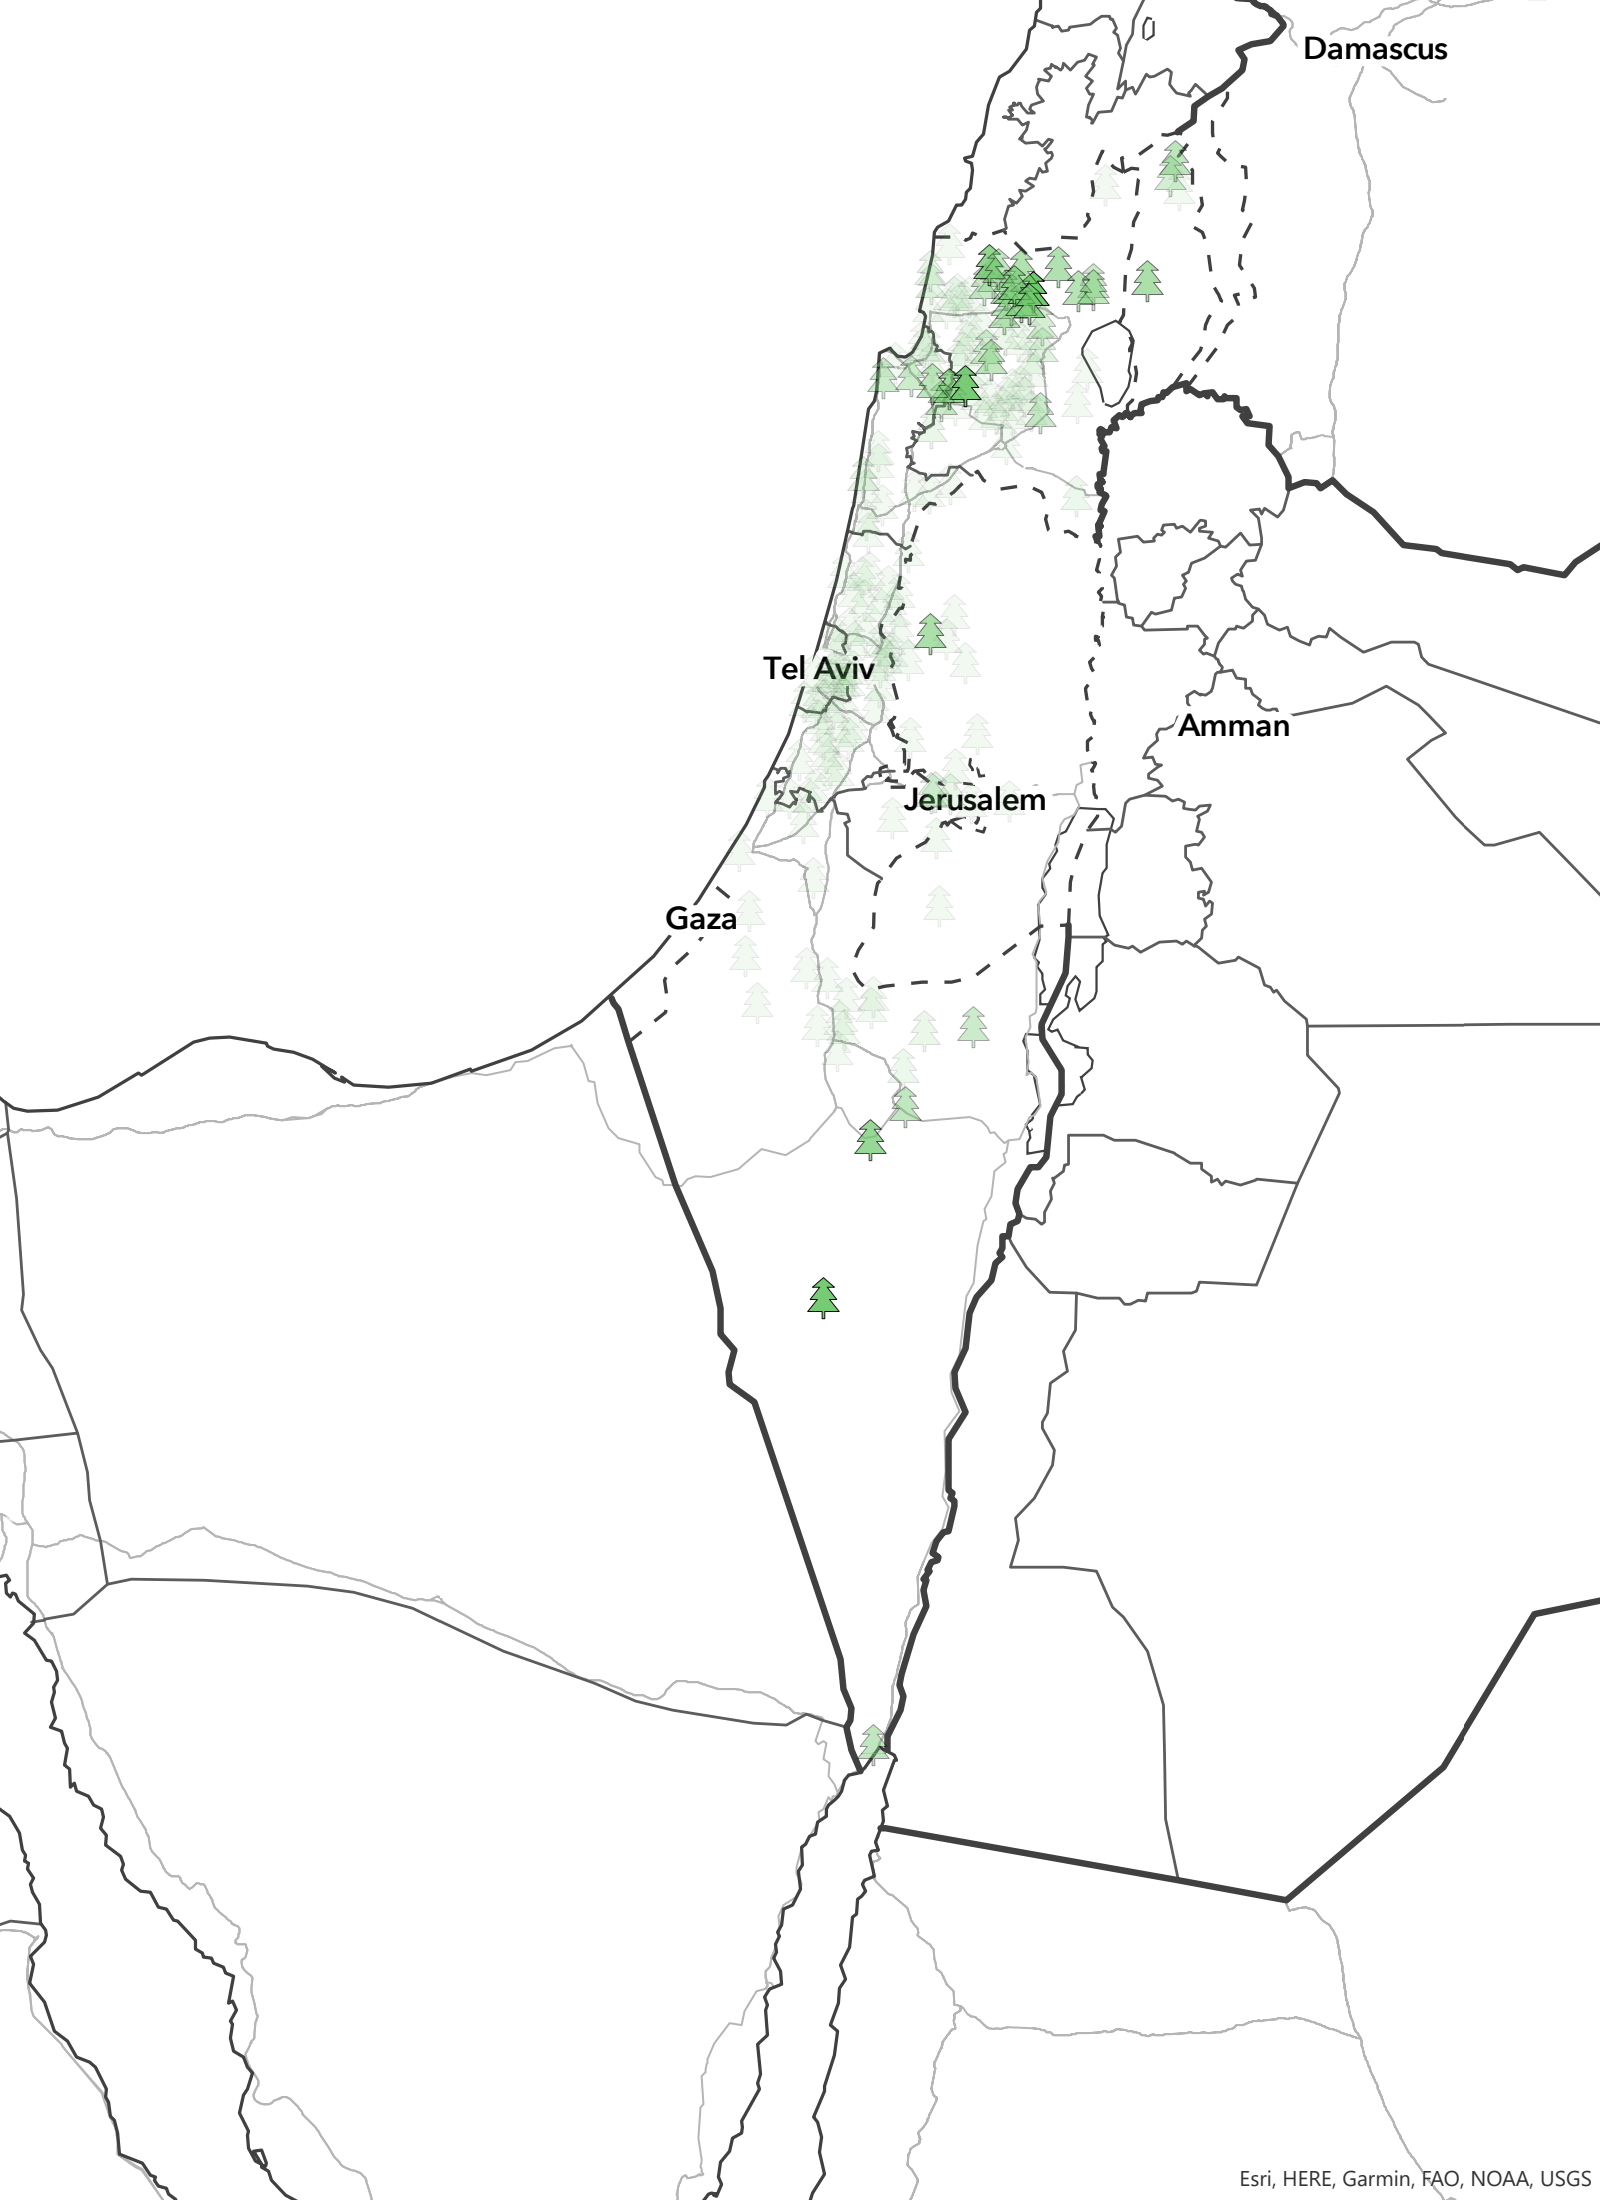 Damascus
Tel Aviv
Amman
Jerusalem
Gaza
Esri, HERE, Garmin, FAO, NOAA, USGS